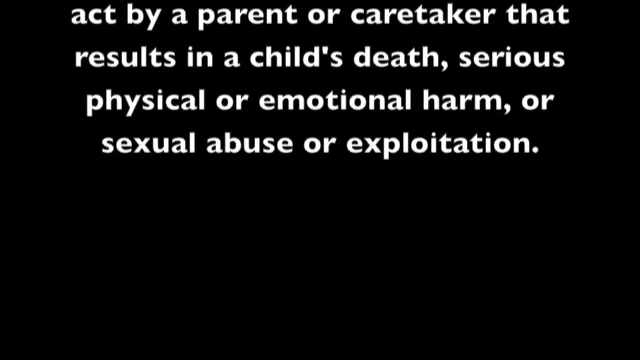 act by a parent or caretaker that
results in a child's death, serious
physical or emotional harm, or
sexual abuse or exploitation.